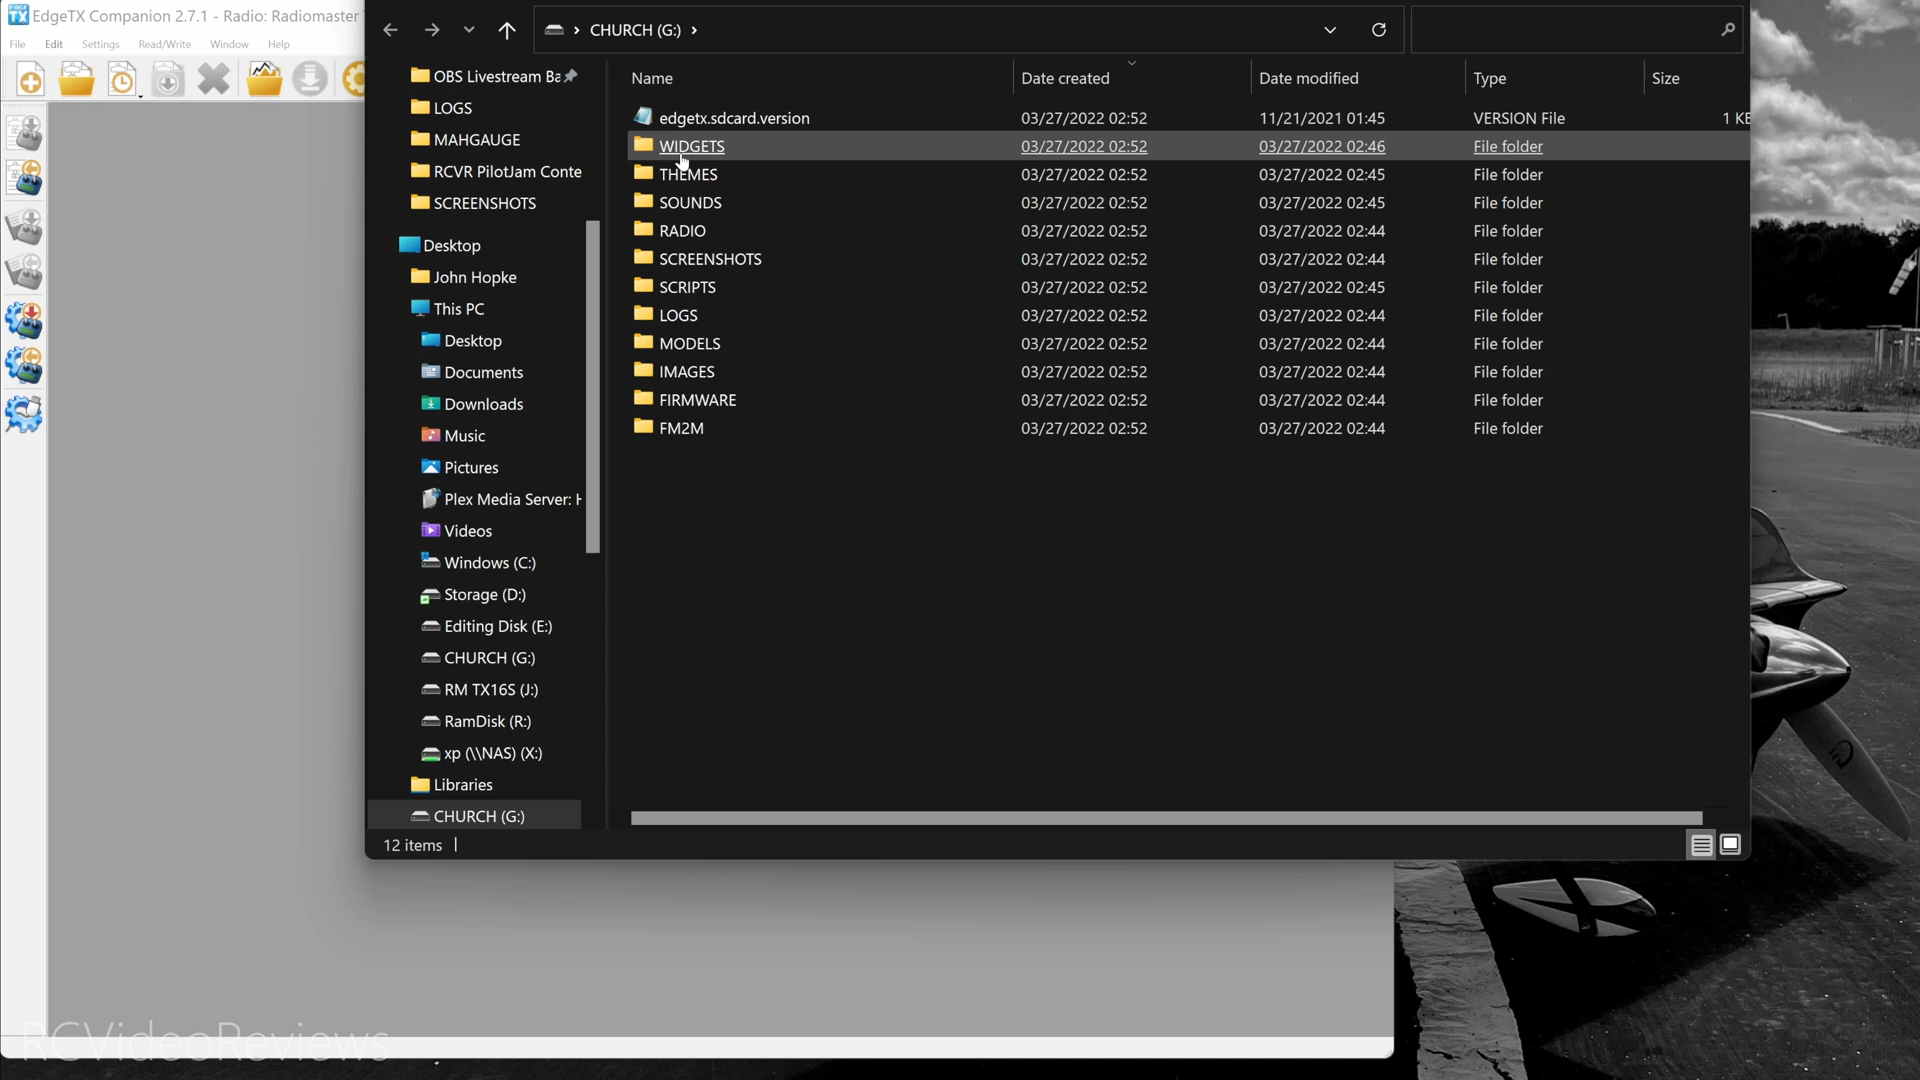 EdgeTX Companion 2.7.1 - Radio: Radiomaster
File Edit Settings Read/Write Window Help
CHURCH (G:)
OBS Livestream Ba
LOGS
MAHGAUGE
RCVR PilotJam Conte
SCREENSHOTS
Desktop
John Hopke
This PC
Desktop
Documents
Downloads
Music
Pictures
Plex Media Server: H
Videos
Windows (C:)
Storage (D:)
Editing Disk (E:)
CHURCH (G:)
RM TX16S (J:)
RamDisk (R:)
xp (\\NAS) (X:)
Libraries
CHURCH (G:)
Name Date created Date modified Type Size
edgetx.sdcard.version 03/27/2022 02:52 11/21/2021 01:45 VERSION File 1 KB
WIDGETS 03/27/2022 02:52 03/27/2022 02:46 File folder
THEMES 03/27/2022 02:52 03/27/2022 02:45 File folder
SOUNDS 03/27/2022 02:52 03/27/2022 02:45 File folder
RADIO 03/27/2022 02:52 03/27/2022 02:44 File folder
SCREENSHOTS 03/27/2022 02:52 03/27/2022 02:44 File folder
SCRIPTS 03/27/2022 02:52 03/27/2022 02:45 File folder
LOGS 03/27/2022 02:52 03/27/2022 02:44 File folder
MODELS 03/27/2022 02:52 03/27/2022 02:44 File folder
IMAGES 03/27/2022 02:52 03/27/2022 02:44 File folder
FIRMWARE 03/27/2022 02:52 03/27/2022 02:44 File folder
FM2M 03/27/2022 02:52 03/27/2022 02:44 File folder
12 items
RCVideoReviews